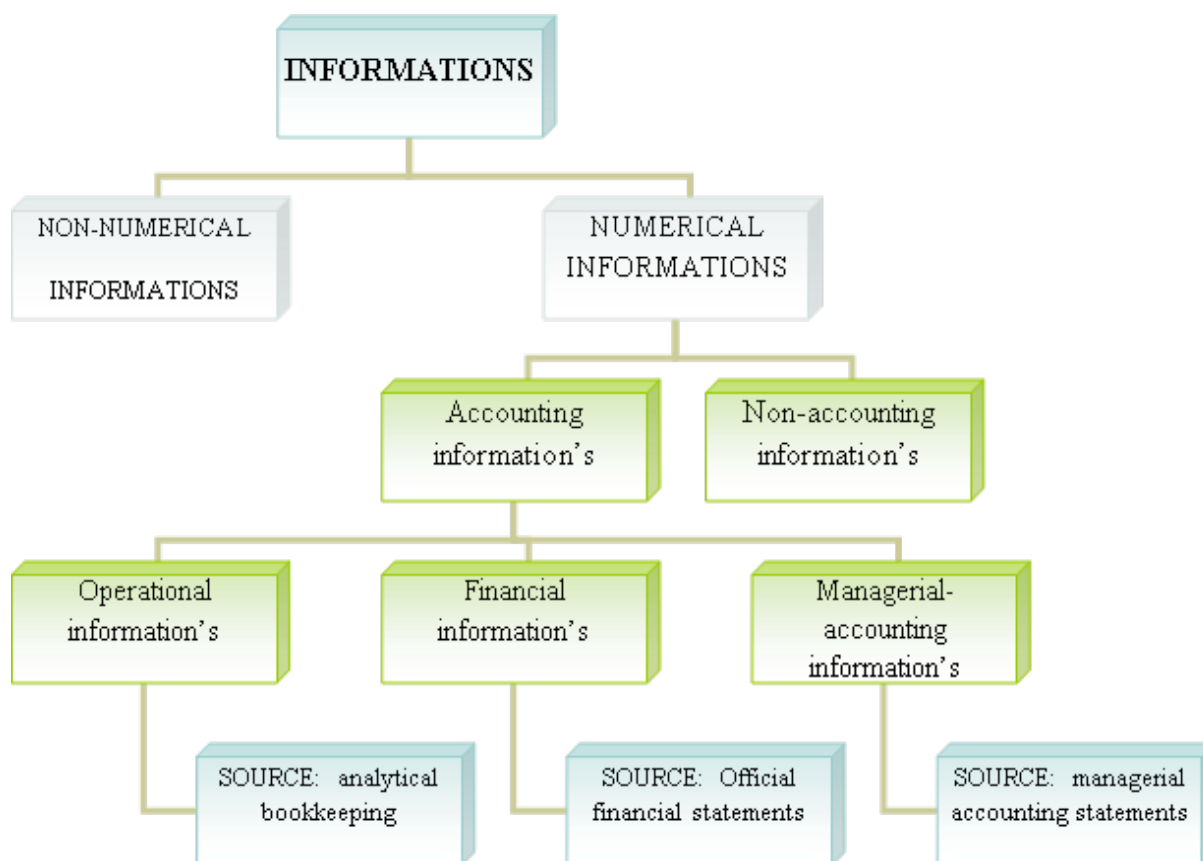 INFORMATIONS
NON-NUMERICAL
INFORMATIONS
NUMERICAL
INFORMATIONS
Accounting
information’s
Non-accounting
information’s
Operational
information’s
Financial
information’s
Managerial-
accounting
information’s
SOURCE: analytical
bookkeeping
SOURCE: Official
financial statements
SOURCE: managerial
accounting statements